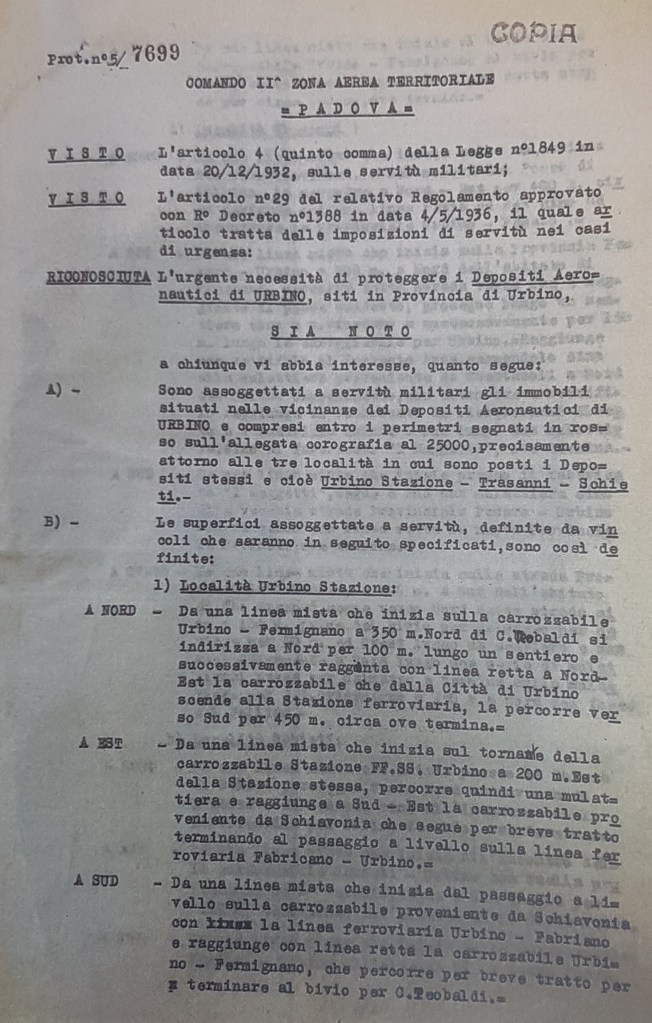 COPIA
Prot.n°5/ 7699
COMANDO II^ ZONA AEREA TERRITORIALE
= P A D O V A =
V I S T O L'articolo 4 (quinto comma) della Legge n°1849 in
data 20/12/1932, sulle servitù militari;
V I S T O L'articolo n°29 del relativo Regolamento approvato
con R° Decreto n°1388 in data 4/5/1936, il quale ar
ticolo tratta delle imposizioni di servitù nei casi
di urgenza:
RICONOSCIUTA L'urgente necessità di proteggere i Depositi Aero=
nautici di URBINO, siti in Provincia di Urbino,
S I A N O T O
a chiunque vi abbia interesse, quanto segue:
A) - Sono assoggettati a servitù militari gli immobili
situati nelle vicinanze dei Depositi Aeronautici di
URBINO e compresi entro i perimetri segnati in ros=
so sull'allegata corografia al 25000,precisamente
attorno alle tre località in cui sono posti i Depo=
siti stessi e cioè Urbino Stazione - Trasanni - Schie
ti.-
B) - Le superfici assoggettate a servitù, definite da vin
coli che saranno in seguito specificati,sono così de
finite:
1) Località Urbino Stazione:
A NORD - Da una linea mista che inizia sulla carrozzabile
Urbino - Fermignano a 350 m.Nord di C.Teobaldi si
indirizza a Nord per 100 m. lungo un sentiero e
successivamente raggunta con linea retta a Nord-
Est la carrozzabile che dalla Città di Urbino
scende alla Stazione ferroviaria, la percorre ver
so Sud per 450 m. circa ove termina.=
A EST - Da una linea mista che inizia sul tornante della
carrozzabile Stazione FF.SS. Urbino a 200 m.Est
della Stazione stessa, percorre quindi una mulat=
tiera e raggiunge a Sud - Est la carrozzabile pro
veniente da Schiavonia che segue per breve tratto
terminando al passaggio a livello sulla linea fer
roviaria Fabricano - Urbino.=
A SUD - Da una linea mista che inizia dal passaggio a li=
vello sulla carrozzabile proveniente da Schiavonia
con la linea ferroviaria Urbino - Fabriano
e raggiunge con linea retta la carrozzabile Urbi=
no - Fermignano, che percorre per breve tratto per
terminare al bivio per C.Teobaldi.=